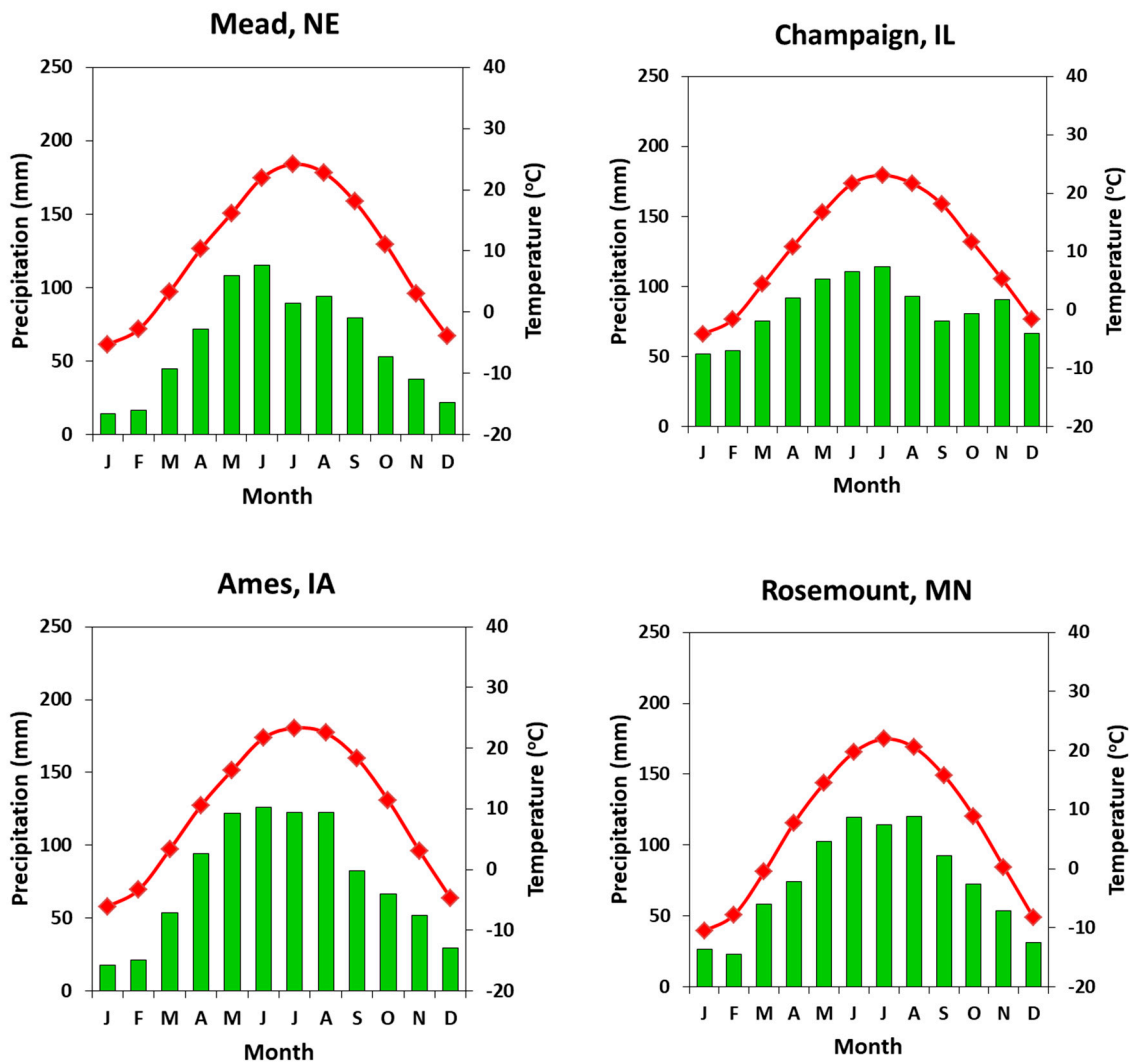 Mead, NE
250
200
150
100
50
0
Precipitation (mm)
40
30
20
10
0
-10
-20
Temperature (°C)
J F M A M J J A S O N D
Month
Champaign, IL
250
200
150
100
50
0
Precipitation (mm)
40
30
20
10
0
-10
-20
Temperature (°C)
J F M A M J J A S O N D
Month
Ames, IA
250
200
150
100
50
0
Precipitation (mm)
40
30
20
10
0
-10
-20
Temperature (°C)
J F M A M J J A S O N D
Month
Rosemount, MN
250
200
150
100
50
0
Precipitation (mm)
40
30
20
10
0
-10
-20
Temperature (°C)
J F M A M J J A S O N D
Month